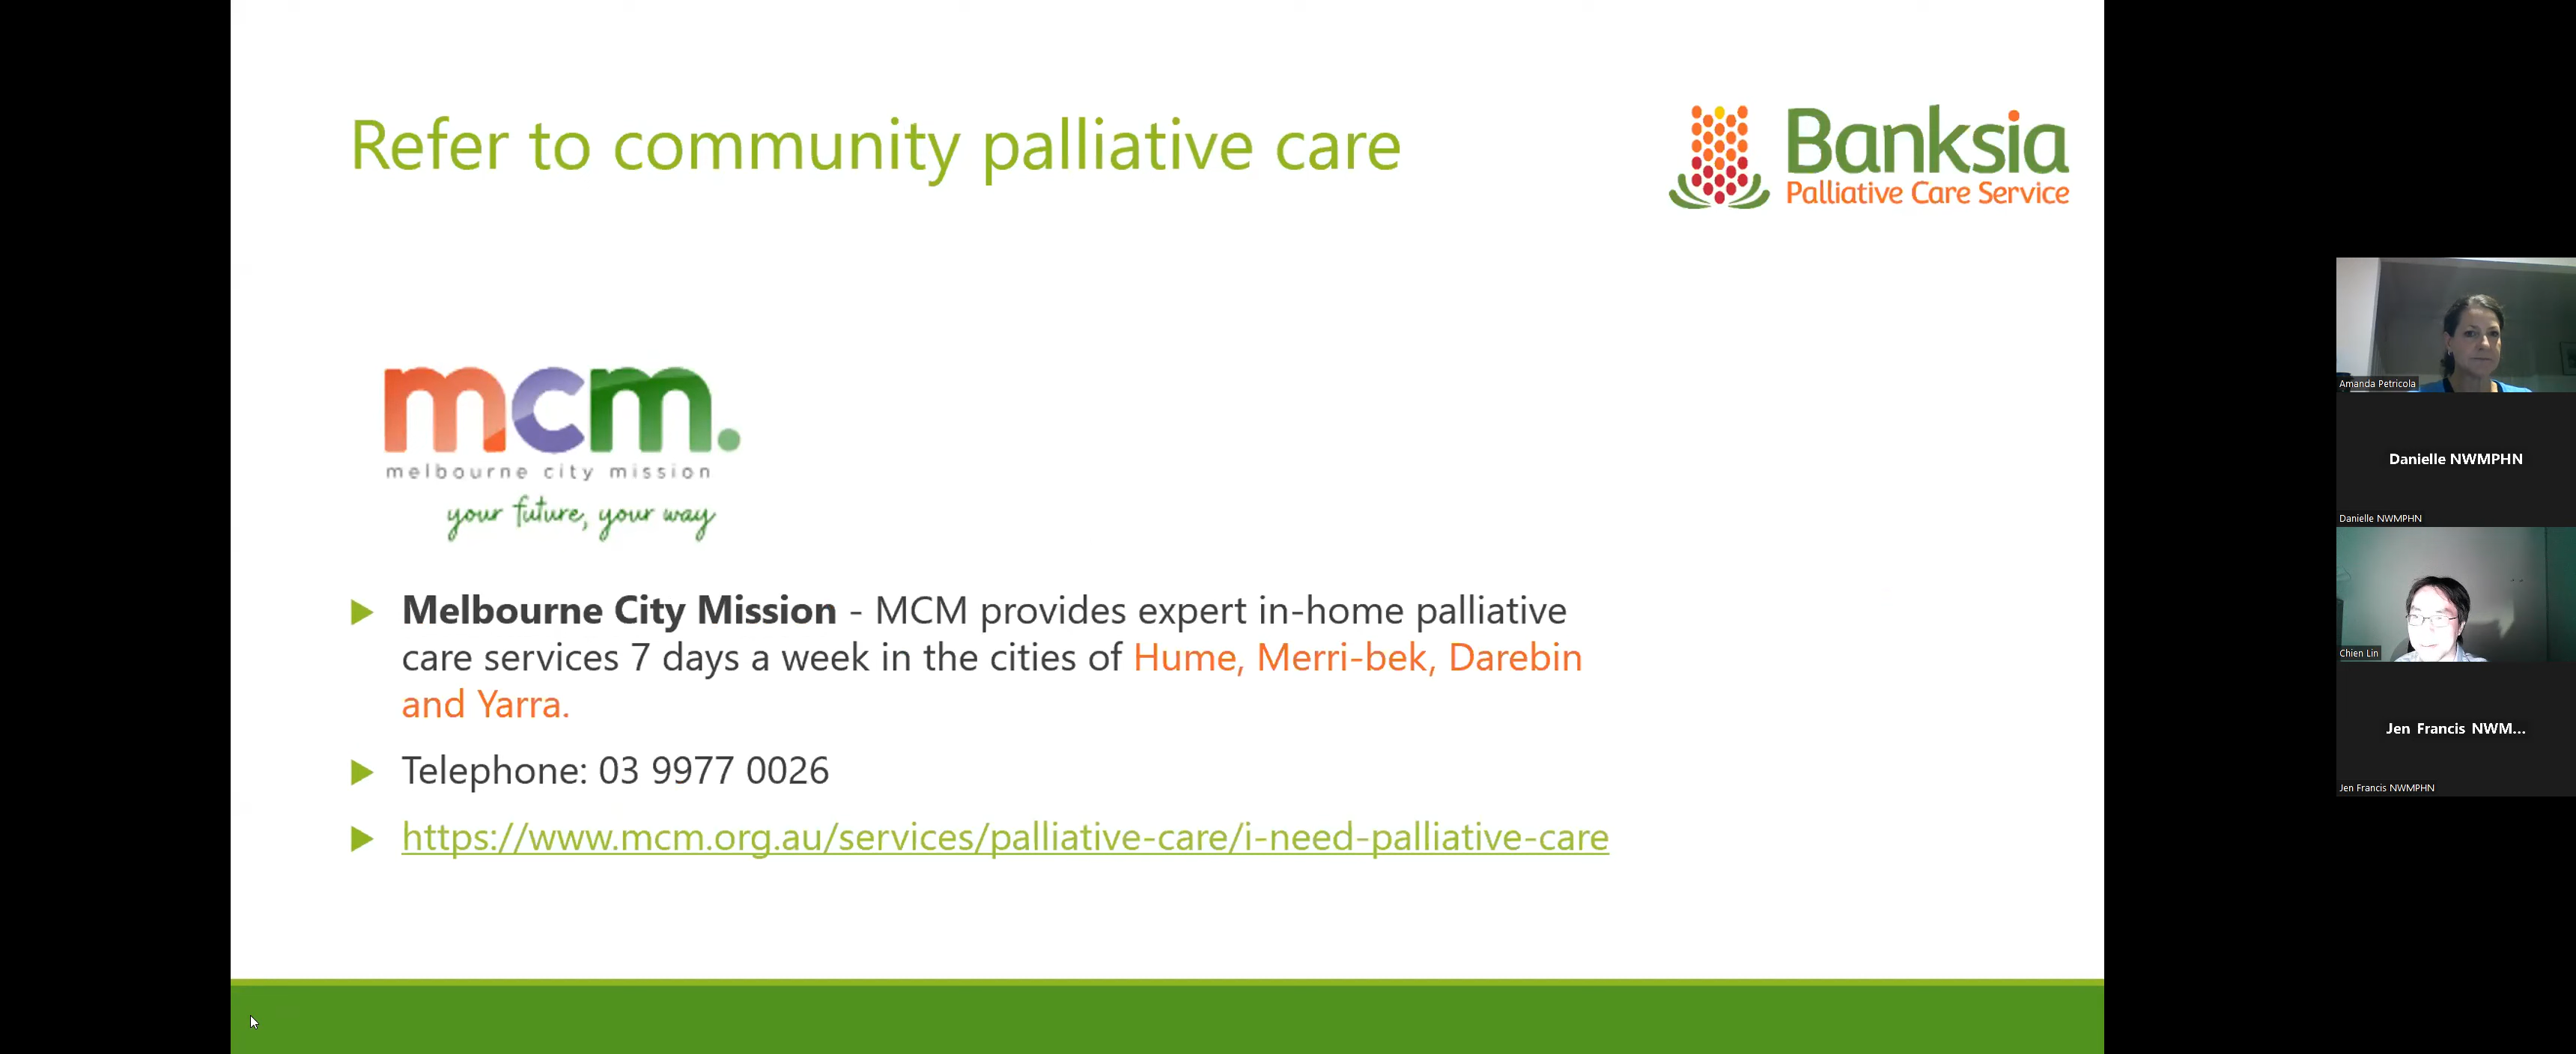 Refer to community palliative care
Banksia
Palliative Care Service
mcm.
melbourne city mission
your future, your way
Melbourne City Mission - MCM provides expert in-home palliative
care services 7 days a week in the cities of Hume, Merri-bek, Darebin
and Yarra.
Telephone: 03 9977 0026
https://www.mcm.org.au/services/palliative-care/i-need-palliative-care
Amanda Petricola
Danielle NWMPHN
Danielle NWMPHN
Chien Lin
Jen Francis NWM...
Jen Francis NWMPHN